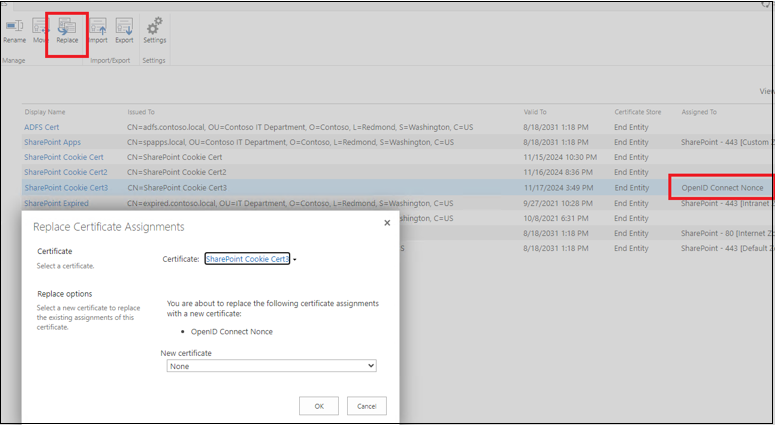 Rename Move Replace Import Export Settings
Manage Import/Export Settings
View
Display Name Issued To Valid To Certificate Store Assigned To
ADFS Cert CN=adfs.contoso.local, OU=Contoso IT Department, O=Contoso, L=Redmond, S=Washington, C=US 8/18/2031 1:18 PM End Entity
SharePoint Apps CN=spapps.local, OU=Contoso IT Department, O=Contoso, L=Redmond, S=Washington, C=US 8/18/2031 1:18 PM End Entity SharePoint - 443 [Custom Z
SharePoint Cookie Cert CN=SharePoint Cookie Cert 11/15/2024 10:30 PM End Entity
SharePoint Cookie Cert2 CN=SharePoint Cookie Cert2 11/16/2024 8:36 PM End Entity
SharePoint Cookie Cert3 CN=SharePoint Cookie Cert3 11/17/2024 3:49 PM End Entity OpenID Connect Nonce
SharePoint Expired CN=expired.contoso.local, OU=IT Department, O=Contoso, L=Redmond, S=Washington, C=US 9/27/2021 10:28 PM End Entity SharePoint - 443 [Intranet Z
Washington, C=US 10/8/2021 6:31 PM End Entity
8/18/2031 1:18 PM End Entity SharePoint - 80 [Internet Zo
S 8/18/2031 1:18 PM End Entity SharePoint - 443 [Default Z
Replace Certificate Assignments
Certificate
Select a certificate.
Certificate: SharePoint Cookie Cert3
Replace options
Select a new certificate to replace
the existing assignments of this
certificate.
You are about to replace the following certificate assignments
with a new certificate:
• OpenID Connect Nonce
New certificate
None
OK Cancel